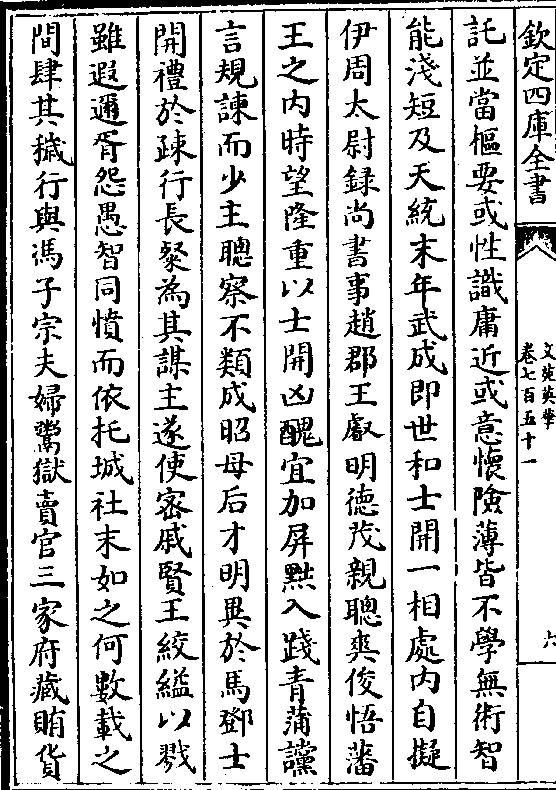 欽定四庫全書
文苑英華
卷七百五十一
六
託並當樞要或性識庸近或意懷險薄皆不學無術智
能淺短及天統末年武成即世和士開一相處內自擬
伊周太尉録尚書事趙郡王叡明德茂親聰爽俊悟藩
王之內時望隆重以士開凶醜宜加屏黜入踐青蒲讜
言規諫而少主聰察不類成昭母后才明異於馬鄧士
開禮於疎行長粲為其謀主遂使宻戚賢王絞縊以戮
雖遐邇胥怨愚智同憤而依托城社末如之何數載之
間肆其穢行與馮子宗夫婦鬻獄賣官三家府藏賄貨